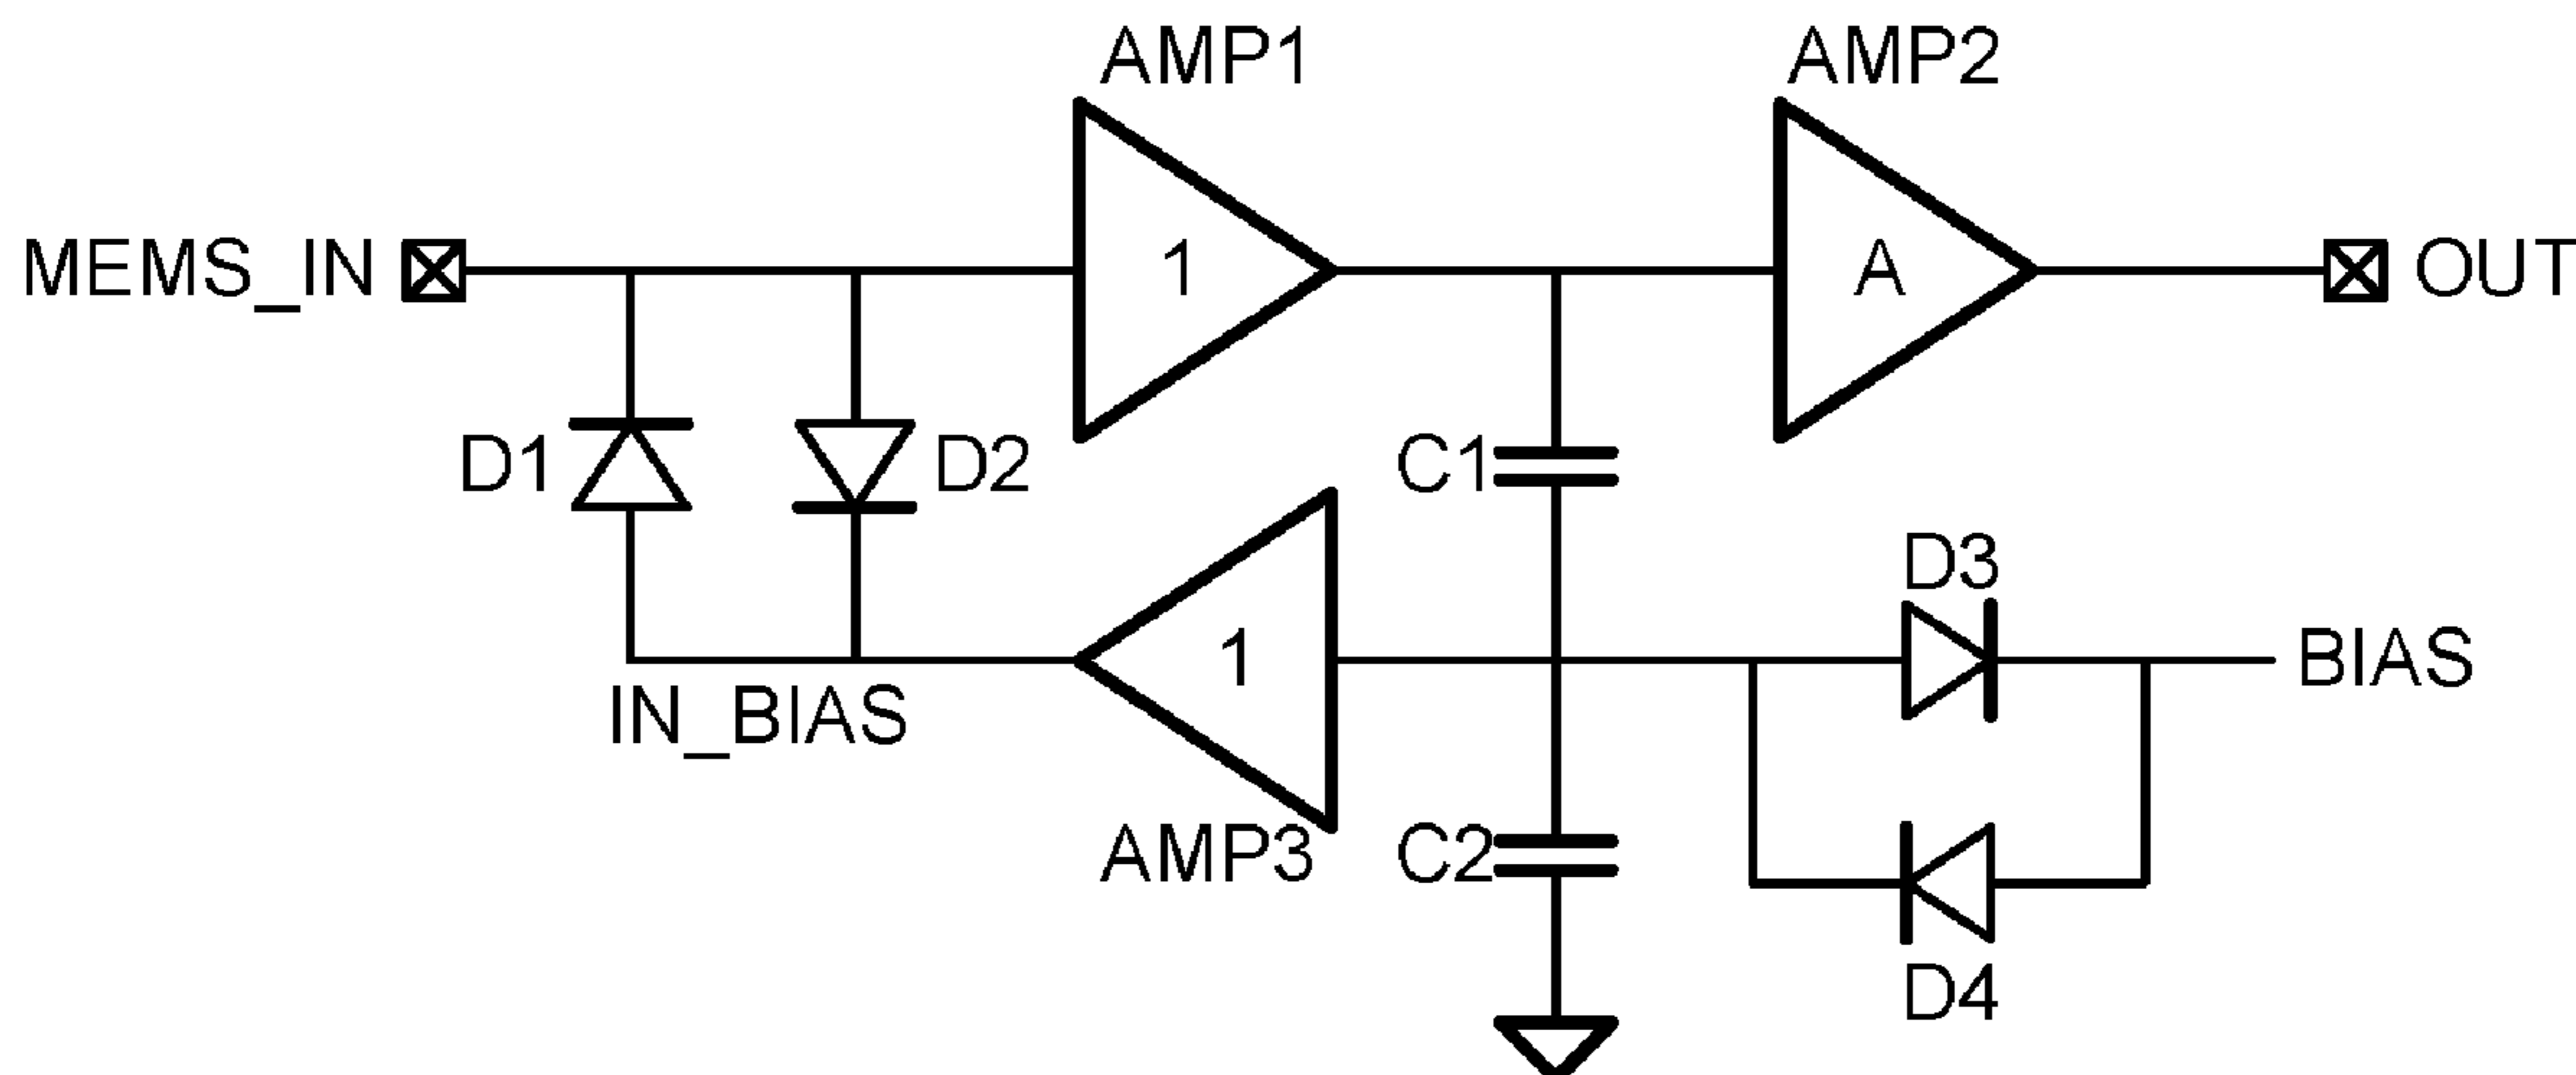 AMP1
AMP2
MEMS_IN
1
A
OUT
D1
D2
C1
D3
1
BIAS
IN_BIAS
AMP3
C2
D4